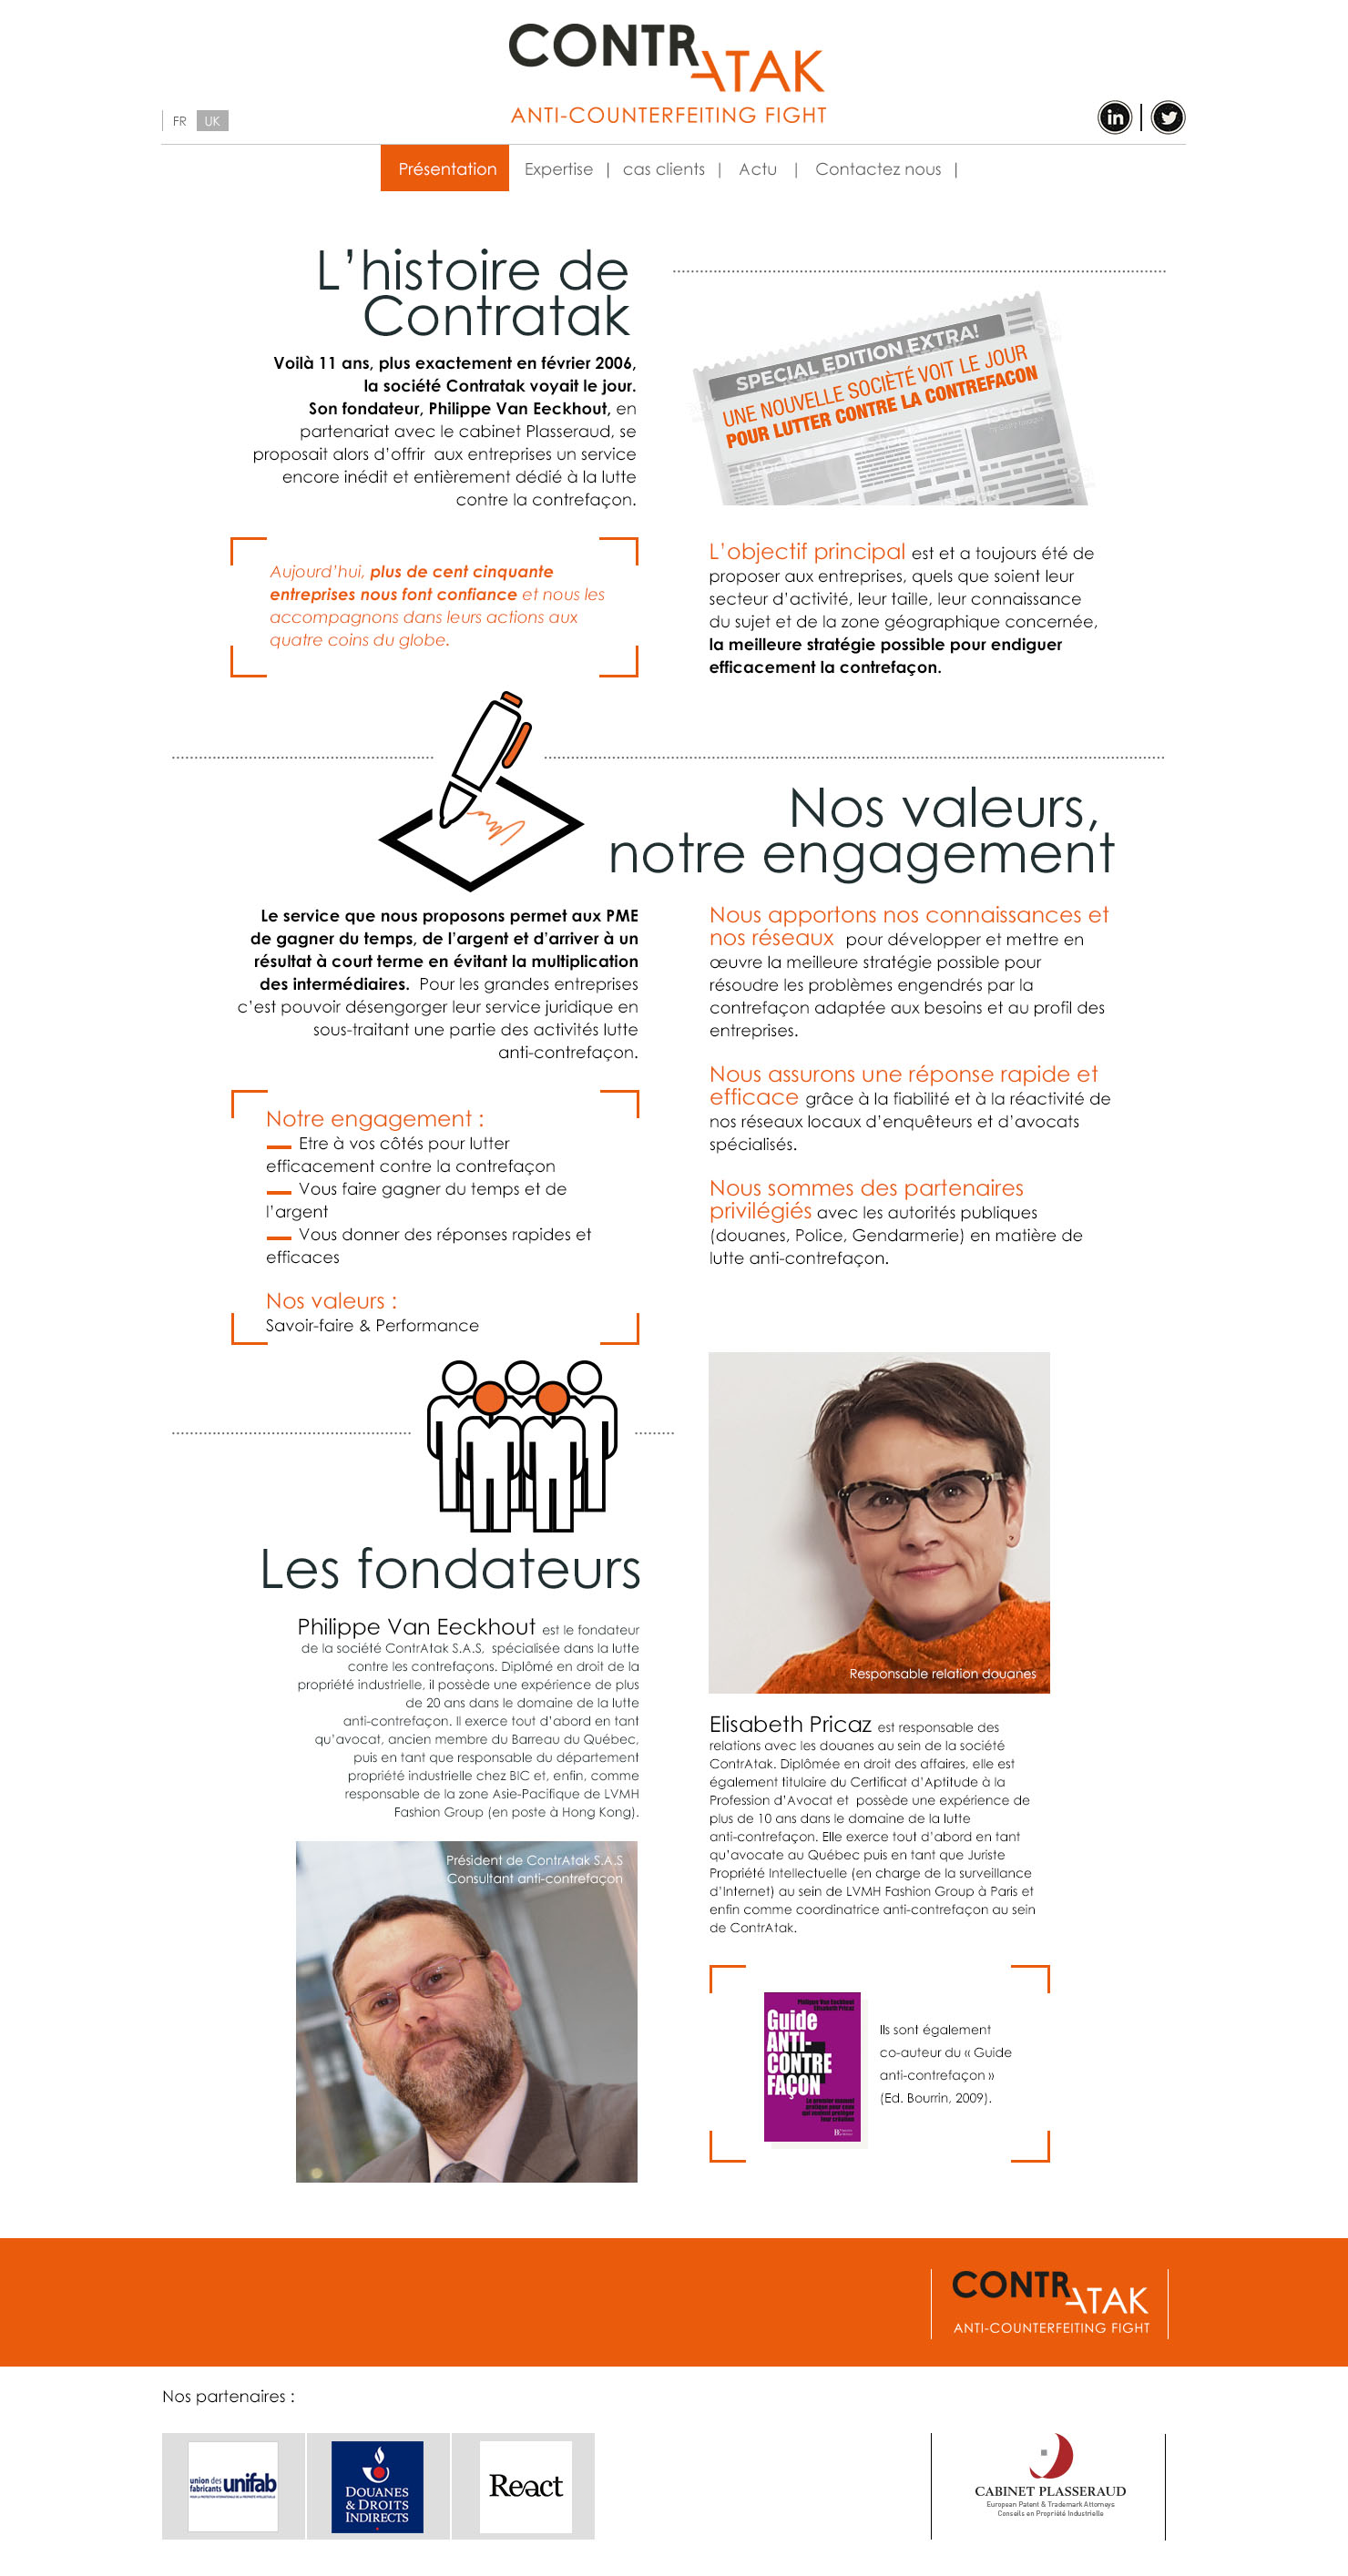 CONTRATAK
ANTI-COUNTERFEITING FIGHT
FR UK
in
Présentation Expertise | cas clients | Actu | Contactez nous |
L’histoire de
Contratak
Voilà 11 ans, plus exactement en février 2006,
la société Contratak voyait le jour.
Son fondateur, Philippe Van Eeckhout, en
partenariat avec le cabinet Plasseraud, se
proposait alors d’offrir aux entreprises un service
encore inédit et entièrement dédié à la lutte
contre la contrefaçon.
SPECIAL EDITION EXTRA!
UNE NOUVELLE SOCIÈTÉ VOIT LE JOUR
POUR LUTTER CONTRE LA CONTREFACON
Aujourd’hui, plus de cent cinquante
entreprises nous font confiance et nous les
accompagnons dans leurs actions aux
quatre coins du globe.
L’objectif principal est et a toujours été de
proposer aux entreprises, quels que soient leur
secteur d’activité, leur taille, leur connaissance
du sujet et de la zone géographique concernée,
la meilleure stratégie possible pour endiguer
efficacement la contrefaçon.
Nos valeurs,
notre engagement
Le service que nous proposons permet aux PME
de gagner du temps, de l’argent et d’arriver à un
résultat à court terme en évitant la multiplication
des intermédiaires. Pour les grandes entreprises
c’est pouvoir désengorger leur service juridique en
sous-traitant une partie des activités lutte
anti-contrefaçon.
Notre engagement :
Etre à vos côtés pour lutter
efficacement contre la contrefaçon
Vous faire gagner du temps et de
l’argent
Vous donner des réponses rapides et
efficaces
Nos valeurs :
Savoir-faire & Performance
Nous apportons nos connaissances et
nos réseaux pour développer et mettre en
œuvre la meilleure stratégie possible pour
résoudre les problèmes engendrés par la
contrefaçon adaptée aux besoins et au profil des
entreprises.
Nous assurons une réponse rapide et
efficace grâce à la fiabilité et à la réactivité de
nos réseaux locaux d’enquêteurs et d’avocats
spécialisés.
Nous sommes des partenaires
privilégiés avec les autorités publiques
(douanes, Police, Gendarmerie) en matière de
lutte anti-contrefaçon.
Les fondateurs
Philippe Van Eeckhout est le fondateur
de la société ContrAtak S.A.S, spécialisée dans la lutte
contre les contrefaçons. Diplômé en droit de la
propriété industrielle, il possède une expérience de plus
de 20 ans dans le domaine de la lutte
anti-contrefaçon. Il exerce tout d’abord en tant
qu’avocat, ancien membre du Barreau du Québec,
puis en tant que responsable du département
propriété industrielle chez BIC et, enfin, comme
responsable de la zone Asie-Pacifique de LVMH
Fashion Group (en poste à Hong Kong).
Président de ContrAtak S.A.S
Consultant anti-contrefaçon
Responsable relation douanes
Elisabeth Pricaz est responsable des
relations avec les douanes au sein de la société
ContrAtak. Diplômée en droit des affaires, elle est
également titulaire du Certificat d’Aptitude à la
Profession d’Avocat et possède une expérience de
plus de 10 ans dans le domaine de la lutte
anti-contrefaçon. Elle exerce tout d’abord en tant
qu’avocate au Québec puis en tant que Juriste
Propriété Intellectuelle (en charge de la surveillance
d’Internet) au sein de LVMH Fashion Group à Paris et
enfin comme coordinatrice anti-contrefaçon au sein
de ContrAtak.
Philippe Van Eeckhout
Elisabeth Pricaz
Guide
ANTI-
CONTRE
FAÇON
Ils sont également
co-auteur du « Guide
anti-contrefaçon »
(Ed. Bourrin, 2009).
CONTRATAK
ANTI-COUNTERFEITING FIGHT
Nos partenaires :
union des
fabricants unifab
DOUANES
& DROITS
INDIRECTS
React
CABINET PLASSERAUD
European Patent & Trademark Attorneys
Conseils en Propriété Industrielle